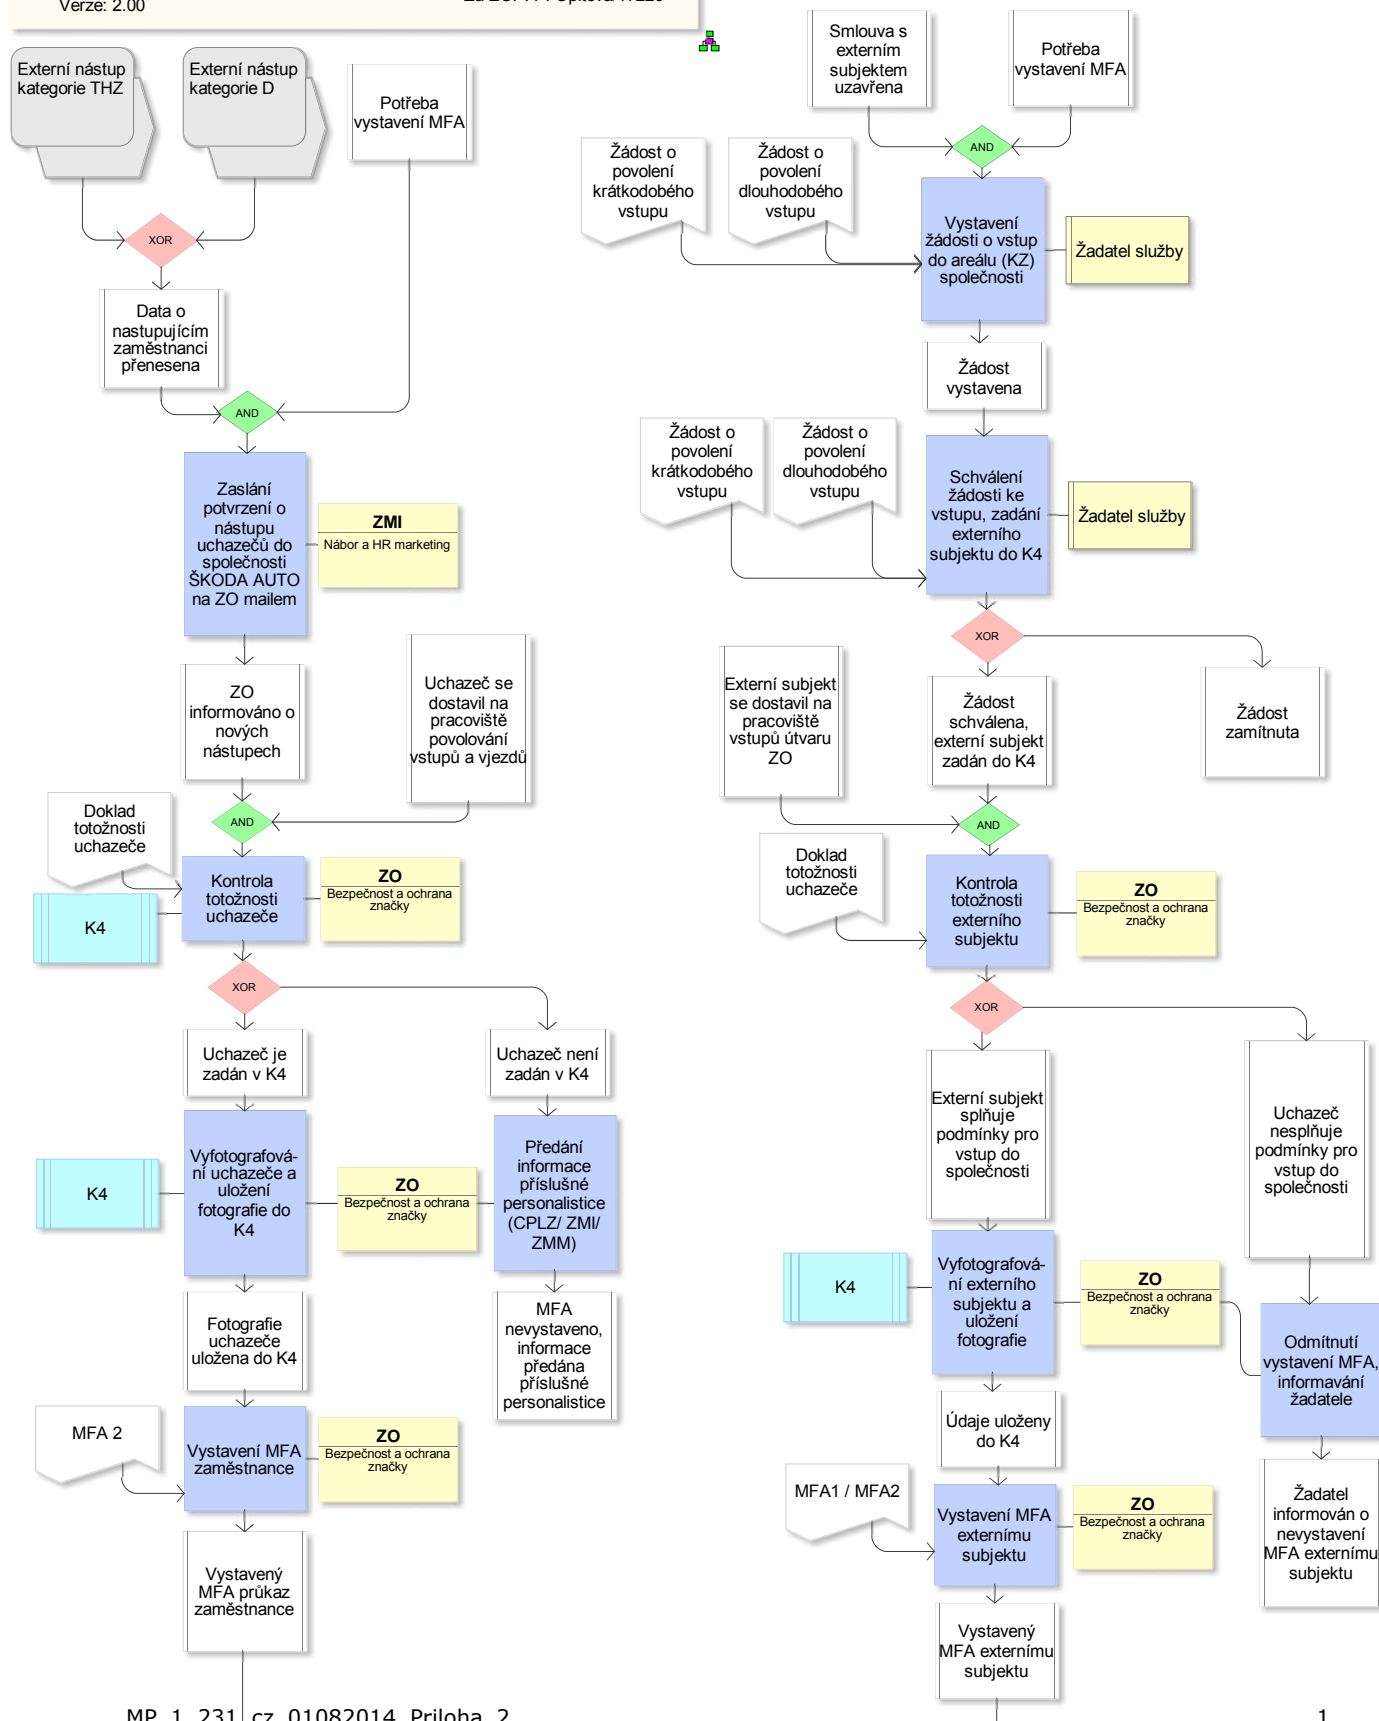 Verze: 2.00
Externí nástup
kategorie THZ
Externí nástup
kategorie D
Potřeba
vystavení MFA
XOR
Data o
nastupujícím
zaměstnanci
přenesena
AND
Zaslání
potvrzení o
nástupu
uchazečů do
společnosti
ŠKODA AUTO
na ZO mailem
ZMI
Nábor a HR marketing
ZO
informováno o
nových
nástupech
Uchazeč se
dostavil na
pracoviště
povolování
vstupů a vjezdů
AND
Doklad
totožnosti
uchazeče
K4
Kontrola
totožnosti
uchazeče
ZO
Bezpečnost a ochrana
značky
XOR
Uchazeč je
zadán v K4
Uchazeč není
zadán v K4
K4
Vyfotografová-
ní uchazeče a
uložení
fotografie do
K4
ZO
Bezpečnost a ochrana
značky
Předání
informace
příslušné
personalistice
(CPLZ/ ZMI/
ZMM)
Fotografie
uchazeče
uložena do K4
MFA
nevystaveno,
informace
předána
příslušné
personalistice
MFA 2
Vystavení MFA
zaměstnance
ZO
Bezpečnost a ochrana
značky
Vystavený
MFA průkaz
zaměstnance
Smlouva s
externím
subjektem
uzavřena
Potřeba
vystavení MFA
AND
Žádost o
povolení
krátkodobého
vstupu
Žádost o
povolení
dlouhodobého
vstupu
Vystavení
žádosti o vstup
do areálu (KZ)
společnosti
Žadatel služby
Žádost
vystavena
Žádost o
povolení
krátkodobého
vstupu
Žádost o
povolení
dlouhodobého
vstupu
Schválení
žádosti ke
vstupu, zadání
externího
subjektu do K4
Žadatel služby
XOR
Externí subjekt
se dostavil na
pracoviště
vstupů útvaru
ZO
Žádost
schválena,
externí subjekt
zadán do K4
Žádost
zamítnuta
AND
Doklad
totožnosti
uchazeče
Kontrola
totožnosti
externího
subjektu
ZO
Bezpečnost a ochrana
značky
XOR
Externí subjekt
splňuje
podmínky pro
vstup do
společnosti
Uchazeč
nesplňuje
podmínky pro
vstup do
společnosti
K4
Vyfotografová-
ní externího
subjektu a
uložení
fotografie
ZO
Bezpečnost a ochrana
značky
Odmítnutí
vystavení MFA,
informavání
žadatele
Údaje uloženy
do K4
MFA1 / MFA2
Vystavení MFA
externímu
subjektu
ZO
Bezpečnost a ochrana
značky
Žadatel
informován o
nevystavení
MFA externímu
subjektu
Vystavený
MFA externímu
subjektu
MP_1_231_cz_01082014_Priloha_2
1